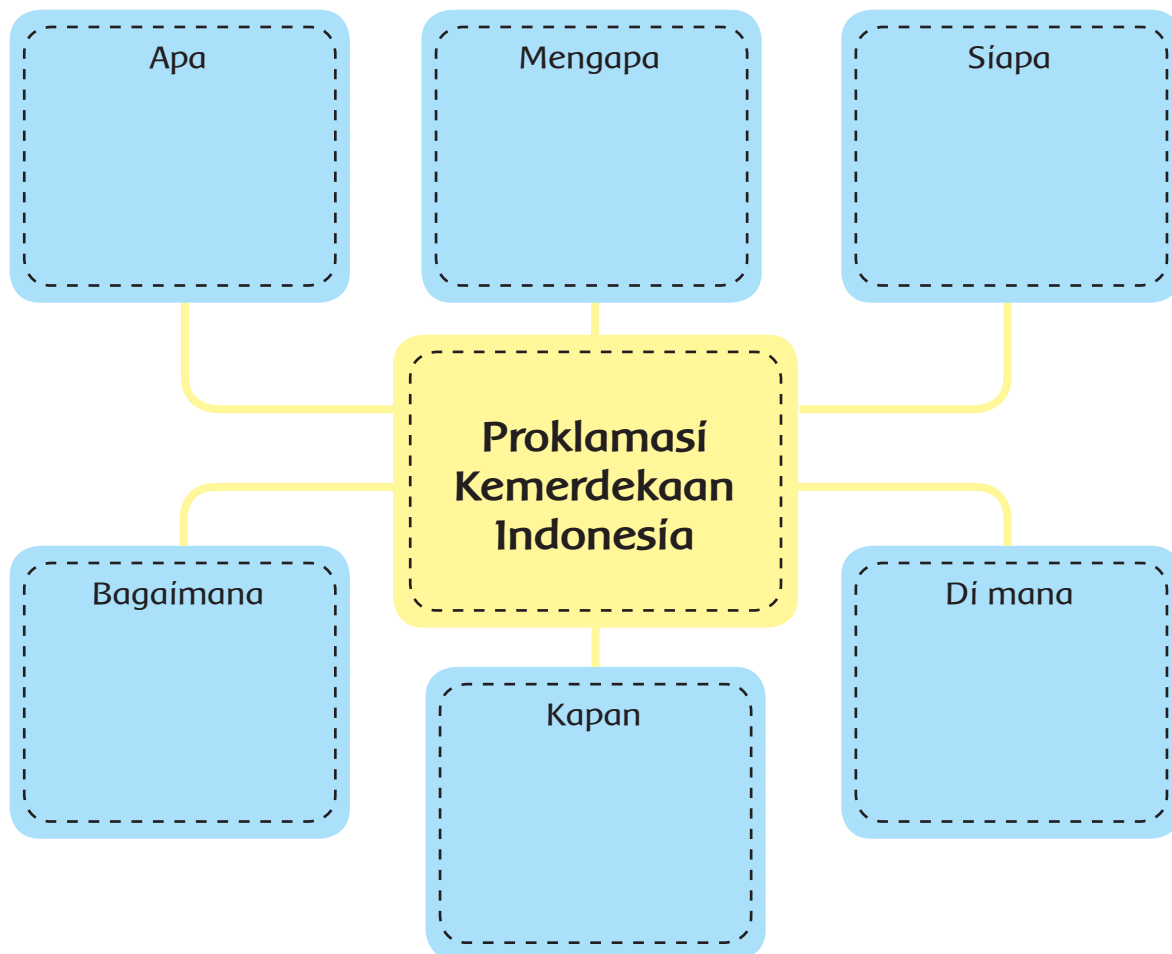 Apa
Mengapa
Siapa
Proklamasi
Kemerdekaan
Indonesia
Bagaimana
Di mana
Kapan